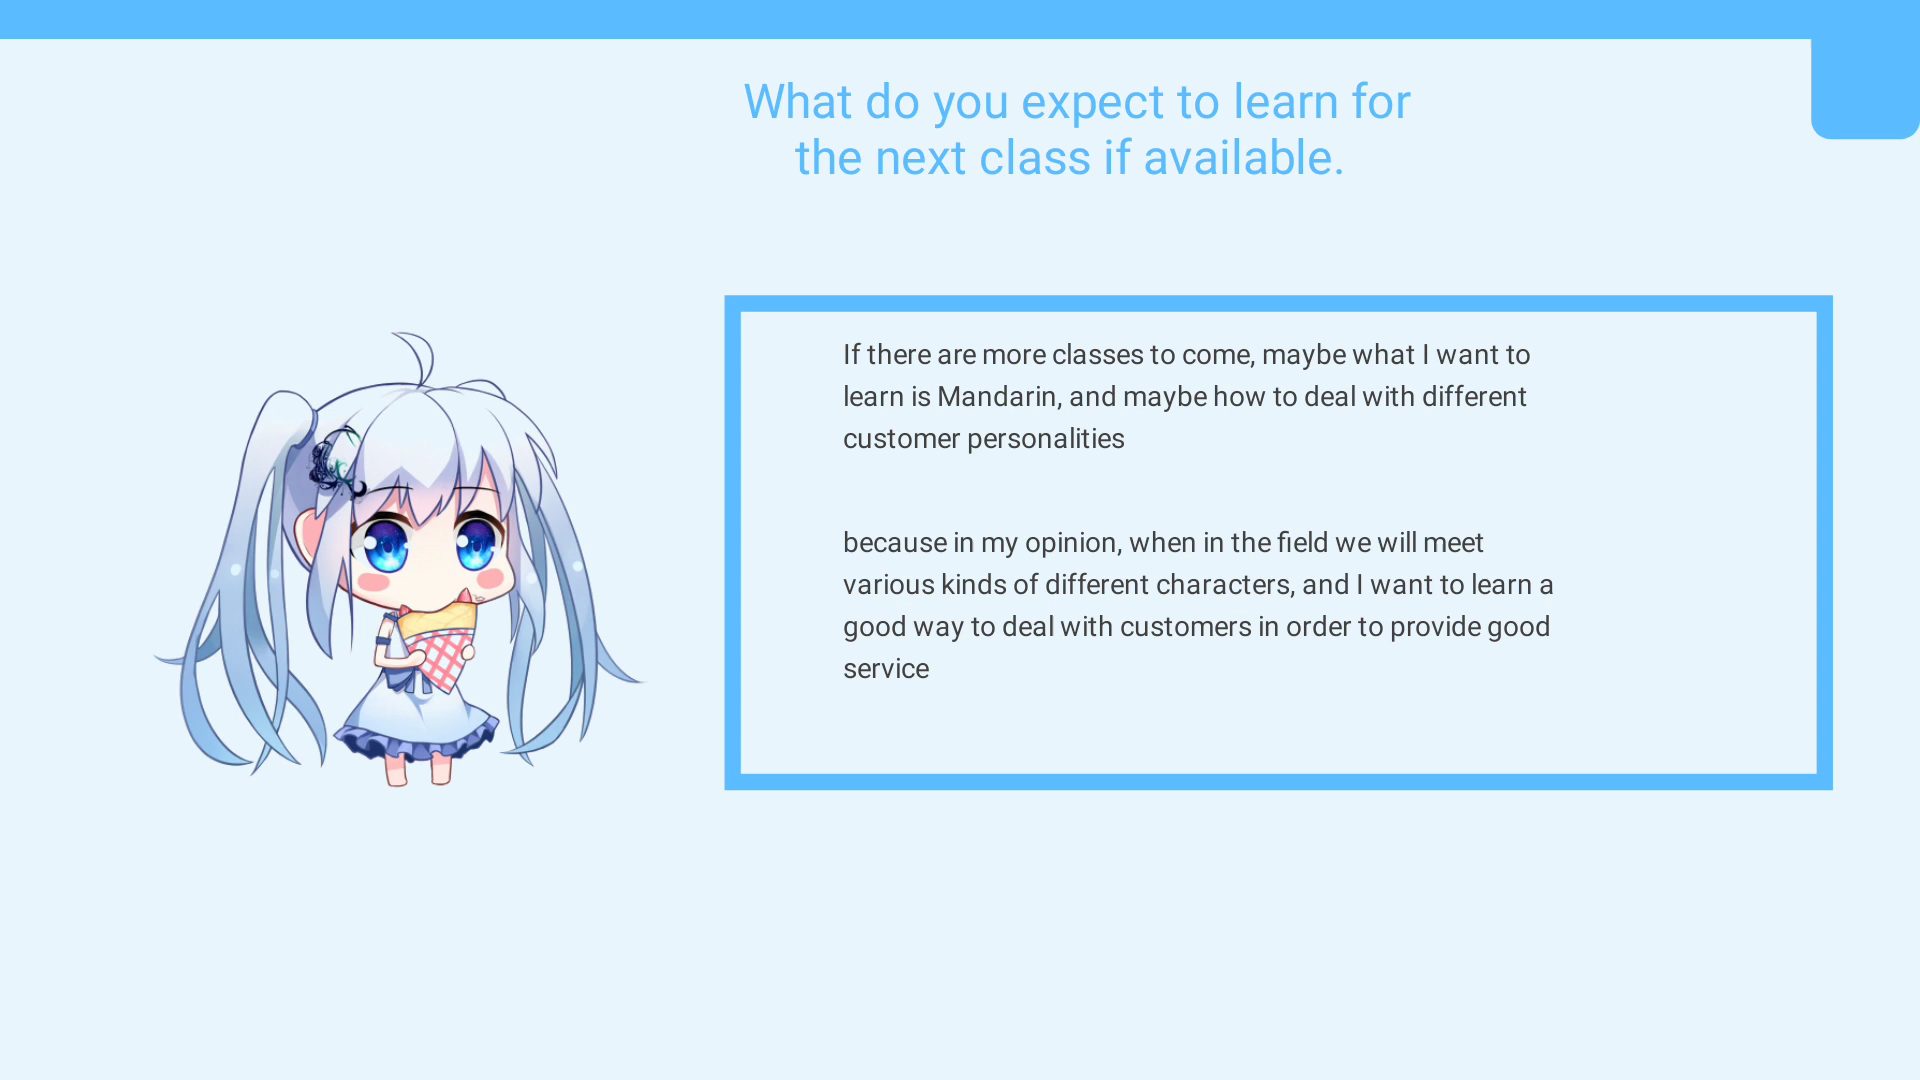 What do you expect to learn for
the next class if available.
If there are more classes to come, maybe what I want to
learn is Mandarin, and maybe how to deal with different
customer personalities
because in my opinion, when in the field we will meet
various kinds of different characters, and I want to learn a
good way to deal with customers in order to provide good
service